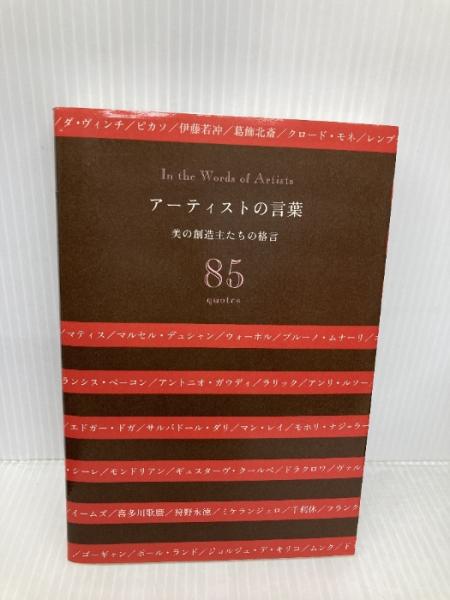 ／ダ・ヴィンチ／ピカソ／伊藤若冲／葛飾北斎／クロード・モネ／レンブ
In the Words of Artists
アーティストの言葉
美の創造主たちの格言
85
quotes
／マティス／マルセル・デュシャン／ウォーホル／ブルーノ・ムナーリ／
ランシス・ベーコン／アントニオ・ガウディ／ラリック／アンリ・ルソー
／エドガー・ドガ／サルバドール・ダリ／マン・レイ／モホリ・ナジ＝ラー
・シーレ／モンドリアン／ギュスターヴ・クールベ／ドラクロワ／ヴァル
／イームズ／喜多川歌麿／狩野永徳／ミケランジェロ／千利休／フランク
／ゴーギャン／ポール・ランド／ジョルジュ・デ・キリコ／ムンク／ド